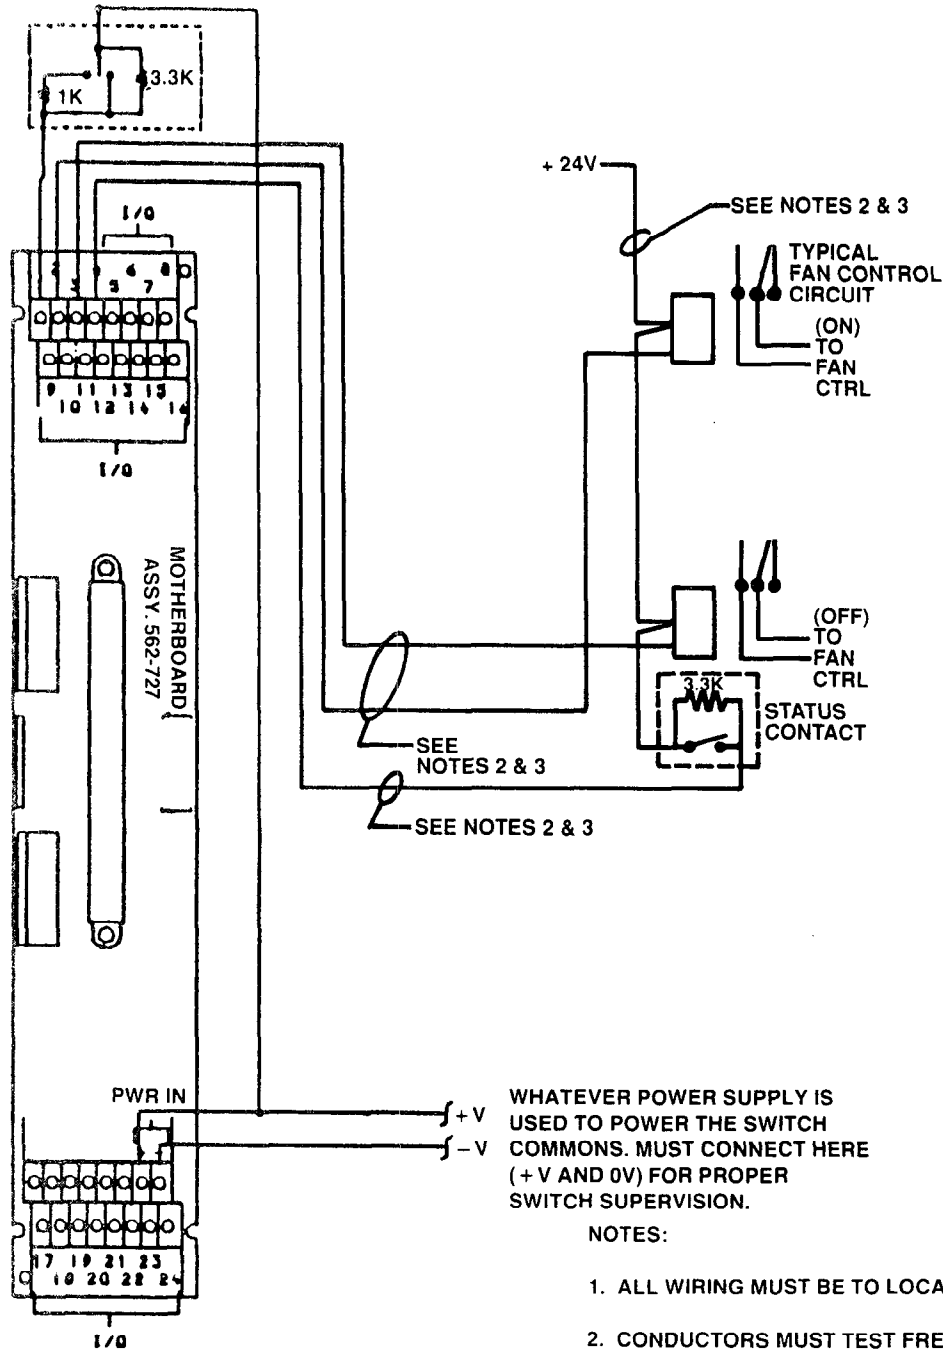 3.3K
1K
I/O
2
6
8
3
5
7
9 11 13 15
10 12 14 16
I/O
MOTHERBOARD
ASSY. 562-727
+ 24V
SEE NOTES 2 & 3
TYPICAL
FAN CONTROL
CIRCUIT
(ON)
TO
FAN
CTRL
(OFF)
TO
FAN
CTRL
3.3K
STATUS
CONTACT
SEE
NOTES 2 & 3
SEE NOTES 2 & 3
PWR IN
+ V
− V
WHATEVER POWER SUPPLY IS
USED TO POWER THE SWITCH
COMMONS. MUST CONNECT HERE
(+ V AND 0V) FOR PROPER
SWITCH SUPERVISION.
17 19 21 23
18 20 22 24
I/O
NOTES:
1. ALL WIRING MUST BE TO LOCA
2. CONDUCTORS MUST TEST FRE